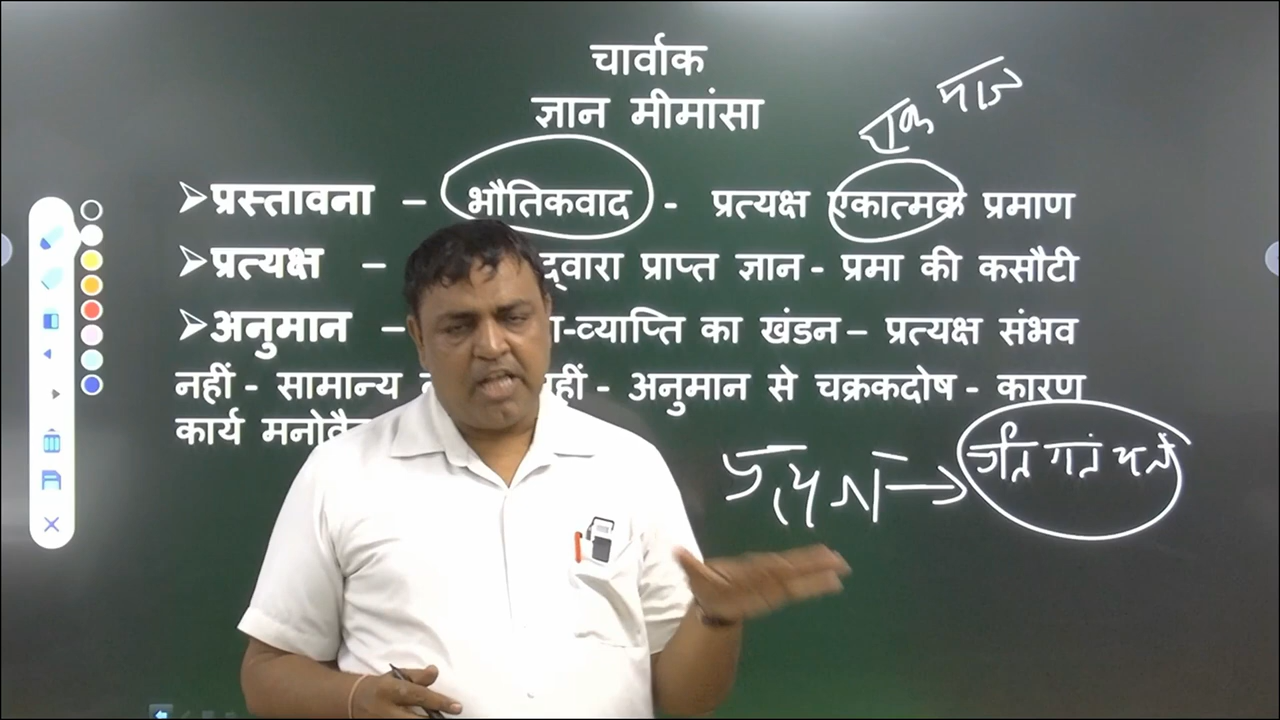 चार्वाक
ज्ञान मीमांसा
एक मात्र
➢प्रस्तावना – भौतिकवाद - प्रत्यक्ष एकात्मक प्रमाण
➢प्रत्यक्ष – द्वारा प्राप्त ज्ञान - प्रमा की कसौटी
➢अनुमान – -व्याप्ति का खंडन – प्रत्यक्ष संभव
नहीं - सामान्य - अनुमान से चक्रकदोष - कारण
कार्य